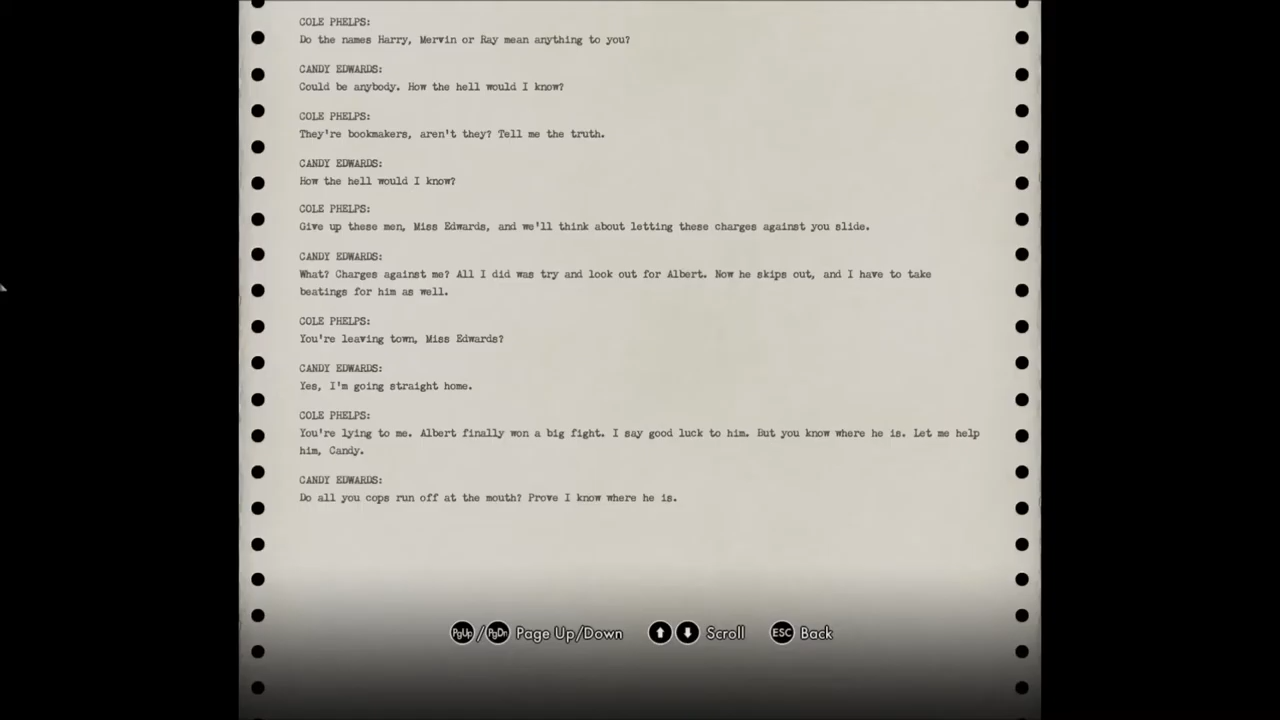 COLE PHELPS:
Do the names Harry, Mervin or Ray mean anything to you?
CANDY EDWARDS:
Could be anybody. How the hell would I know?
COLE PHELPS:
They're bookmakers, aren't they? Tell me the truth.
CANDY EDWARDS:
How the hell would I know?
COLE PHELPS:
Give up these men, Miss Edwards, and we'll think about letting these charges against you slide.
CANDY EDWARDS:
What? Charges against me? All I did was try and look out for Albert. Now he skips out, and I have to take
beatings for him as well.
COLE PHELPS:
You're leaving town, Miss Edwards?
CANDY EDWARDS:
Yes, I'm going straight home.
COLE PHELPS:
You're lying to me. Albert finally won a big fight. I say good luck to him. But you know where he is. Let me help
him, Candy.
CANDY EDWARDS:
Do all you cops run off at the mouth? Prove I know where he is.
PgUp/PgDn Page Up/Down Scroll ESC Back